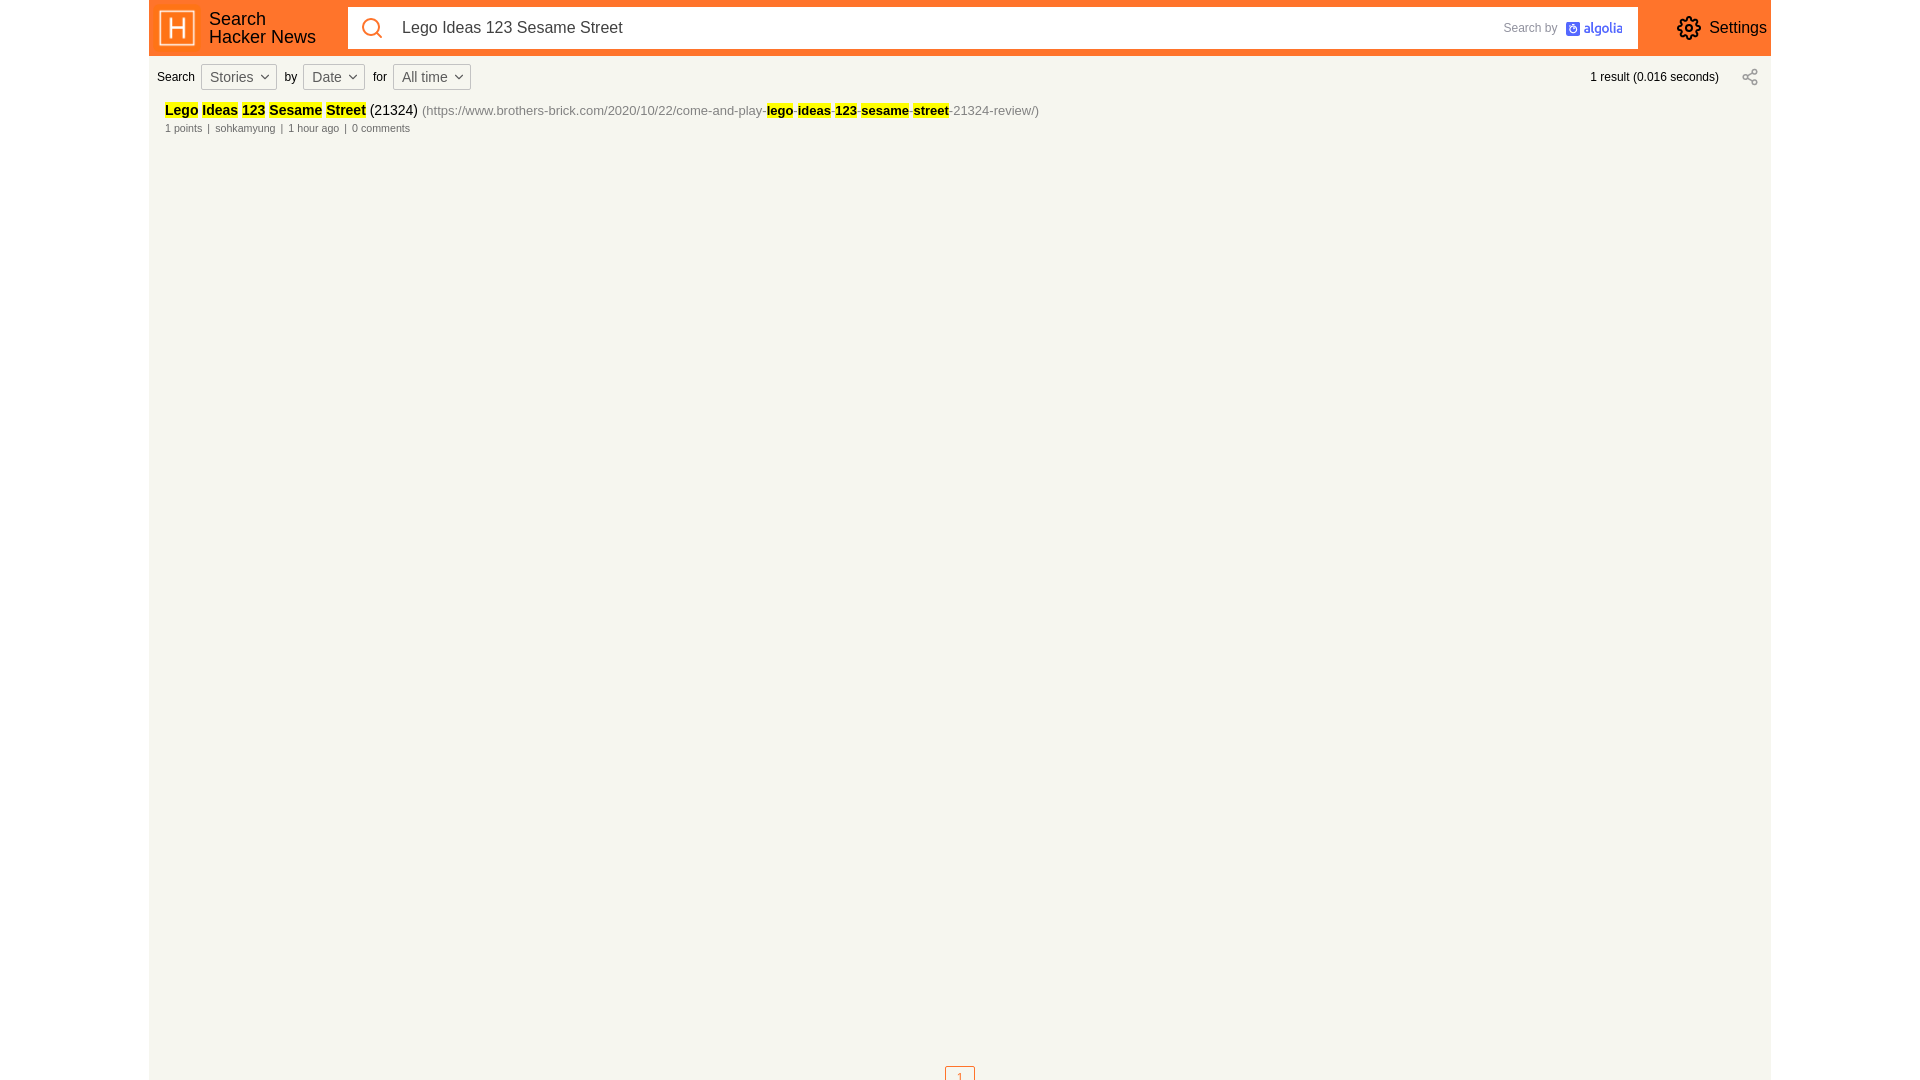 H
Search
Hacker News
Lego Ideas 123 Sesame Street
Search by algolia
Settings
Search Stories by Date for All time
1 result (0.016 seconds)
Lego Ideas 123 Sesame Street (21324) (https://www.brothers-brick.com/2020/10/22/come-and-play-lego-ideas-123-sesame-street-21324-review/)
1 points | sohkamyung | 1 hour ago | 0 comments
1